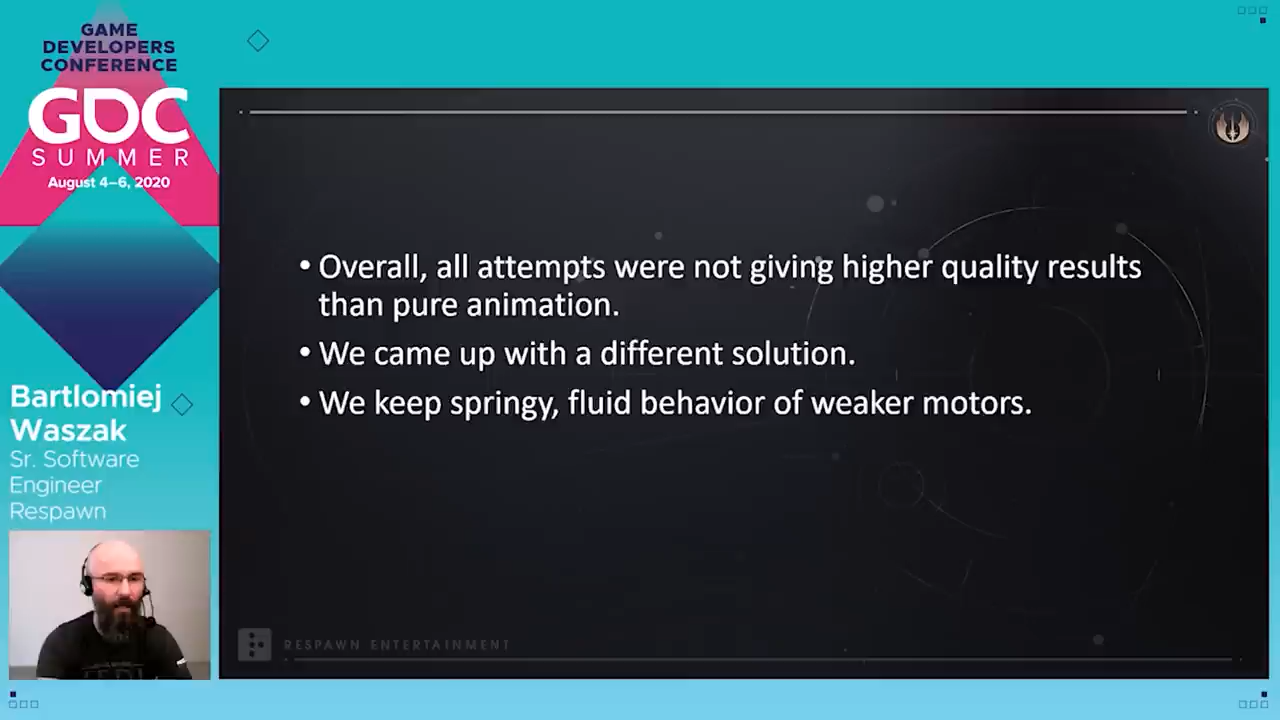 GAME
DEVELOPERS
CONFERENCE
GDC
SUMMER
August 4–6, 2020
Bartlomiej
Waszak
Sr. Software
Engineer
Respawn
• Overall, all attempts were not giving higher quality results
than pure animation.
• We came up with a different solution.
• We keep springy, fluid behavior of weaker motors.
RESPAWN ENTERTAINMENT